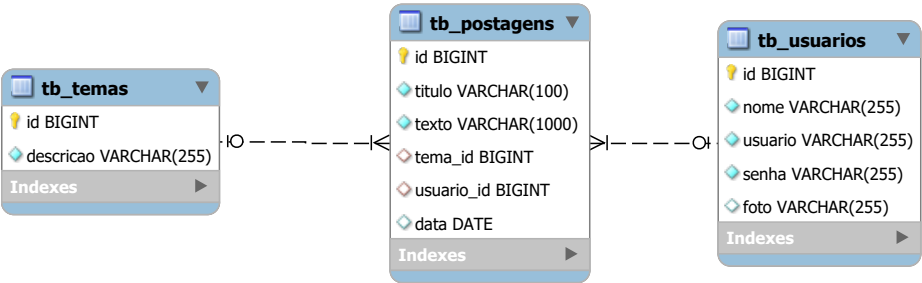 tb_temas
id BIGINT
descricao VARCHAR(255)
Indexes
tb_postagens
id BIGINT
titulo VARCHAR(100)
texto VARCHAR(1000)
tema_id BIGINT
usuario_id BIGINT
data DATE
Indexes
tb_usuarios
id BIGINT
nome VARCHAR(255)
usuario VARCHAR(255)
senha VARCHAR(255)
foto VARCHAR(255)
Indexes